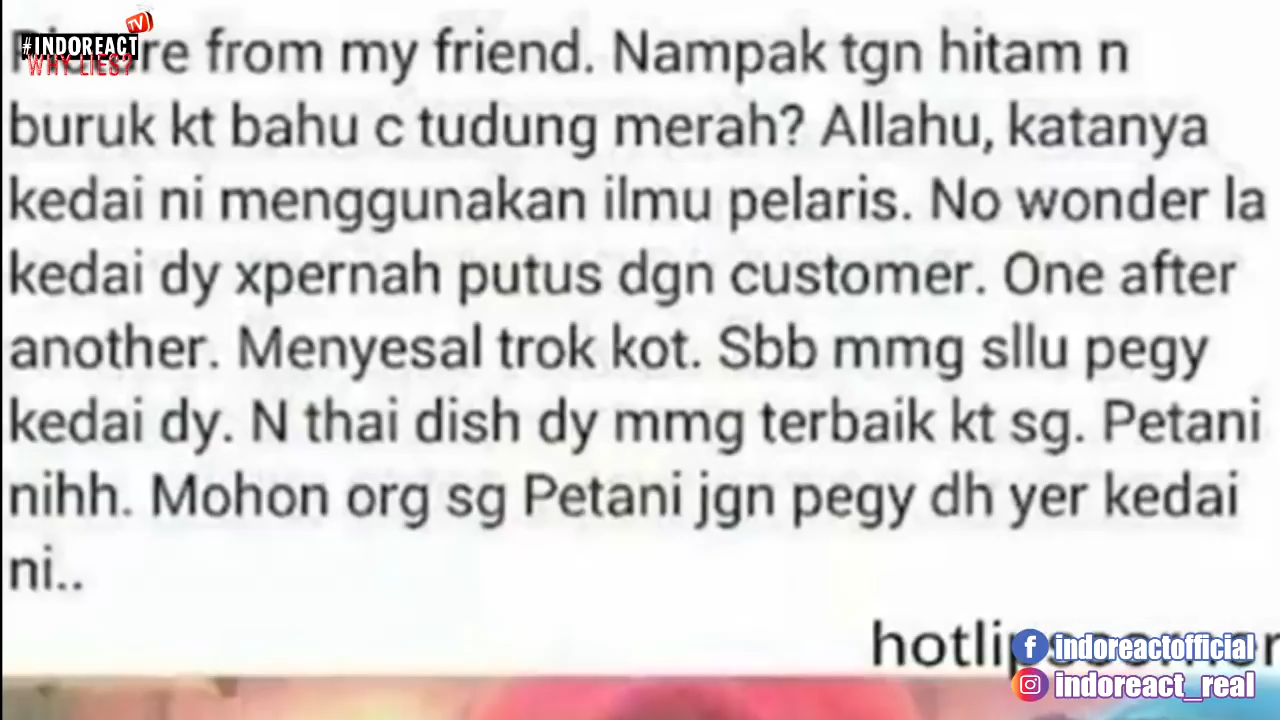 TV
#INDOREACT
WHY LIES?
from my friend. Nampak tgn hitam n
buruk kt bahu c tudung merah? Allahu, katanya
kedai ni menggunakan ilmu pelaris. No wonder la
kedai dy xpernah putus dgn customer. One after
another. Menyesal trok kot. Sbb mmg sllu pegy
kedai dy. N thai dish dy mmg terbaik kt sg. Petani
nihh. Mohon org sg Petani jgn pegy dh yer kedai
ni..
indoreactofficial
indoreact_real